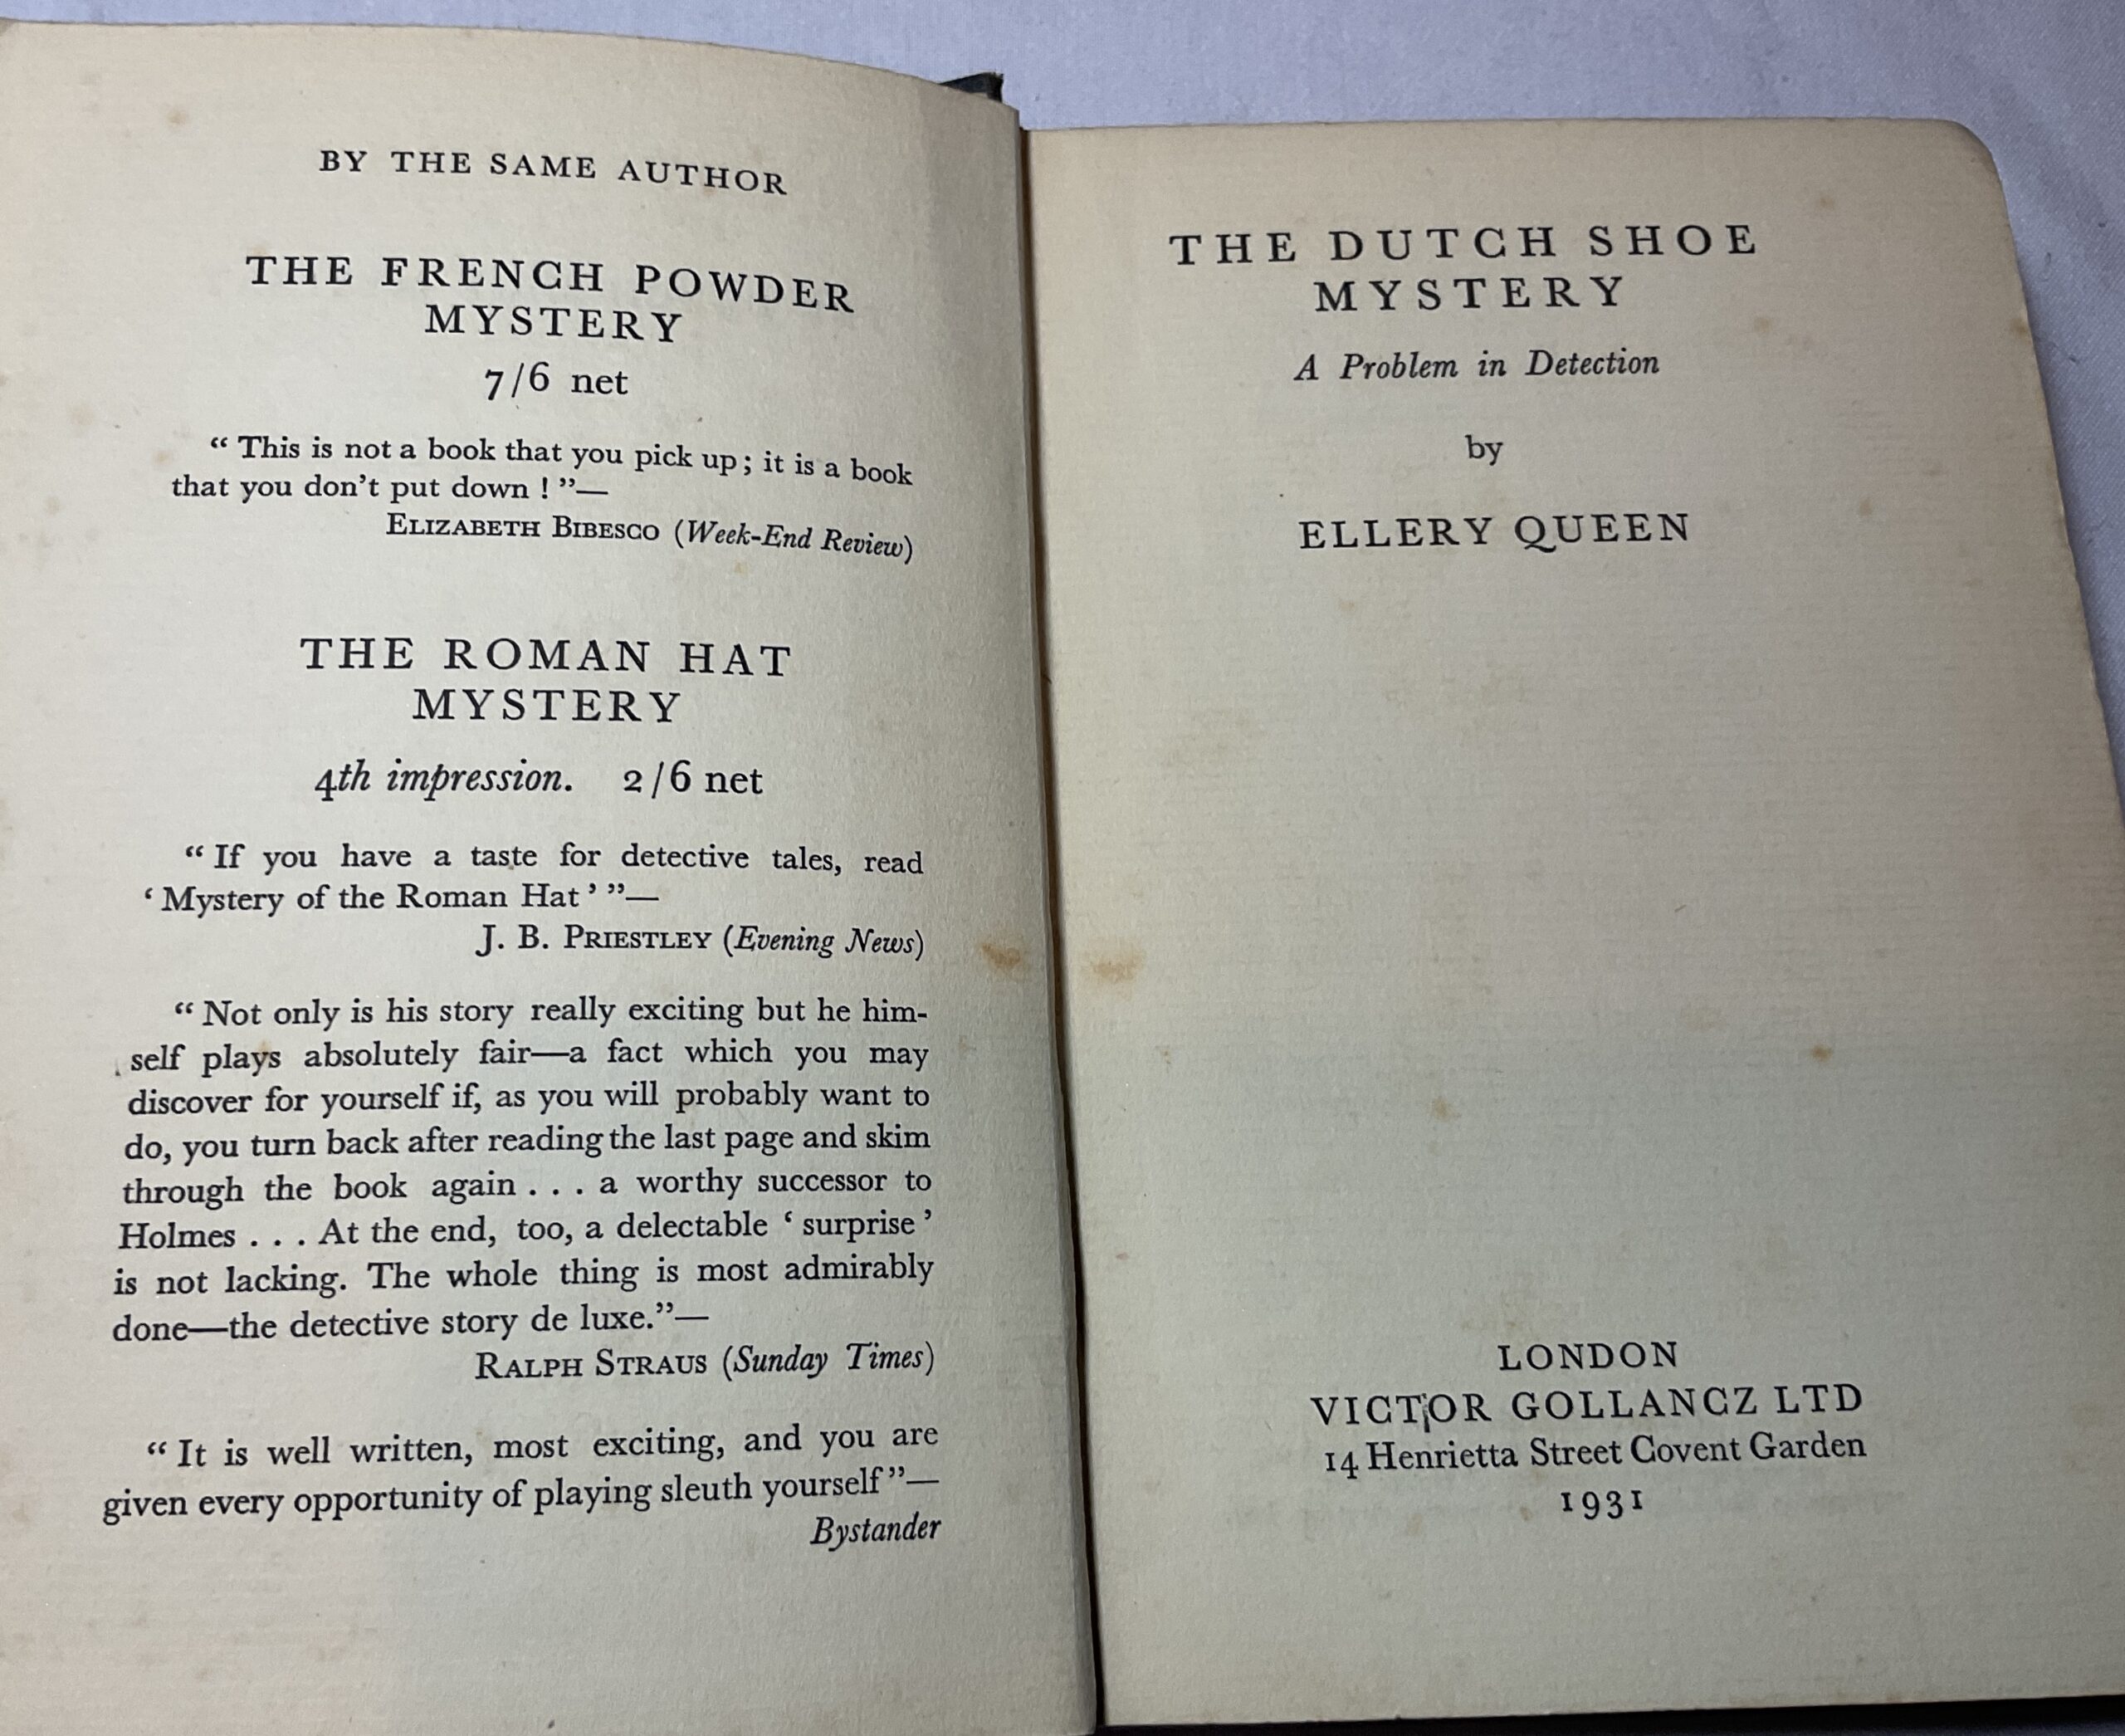 BY THE SAME AUTHOR
THE FRENCH POWDER
MYSTERY
7/6 net
“ This is not a book that you pick up ; it is a book
that you don’t put down ! ”—
ELIZABETH BIBESCO (Week-End Review)
THE ROMAN HAT
MYSTERY
4th impression. 2/6 net
“ If you have a taste for detective tales, read
‘ Mystery of the Roman Hat ’ ”—
J. B. PRIESTLEY (Evening News)
“ Not only is his story really exciting but he him-
self plays absolutely fair—a fact which you may
discover for yourself if, as you will probably want to
do, you turn back after reading the last page and skim
through the book again . . . a worthy successor to
Holmes . . . At the end, too, a delectable ‘ surprise ’
is not lacking. The whole thing is most admirably
done—the detective story de luxe.”—
RALPH STRAUS (Sunday Times)
“ It is well written, most exciting, and you are
given every opportunity of playing sleuth yourself ”—
Bystander
THE DUTCH SHOE
MYSTERY
A Problem in Detection
by
ELLERY QUEEN
LONDON
VICTOR GOLLANCZ LTD
14 Henrietta Street Covent Garden
1931